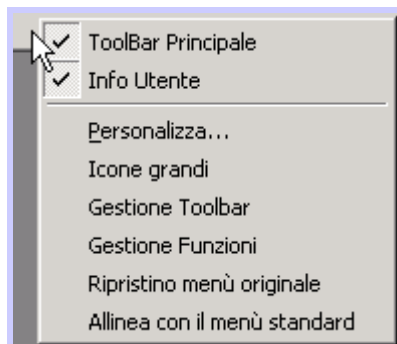 ToolBar Principale
Info Utente
Personalizza...
Icone grandi
Gestione Toolbar
Gestione Funzioni
Ripristino menù originale
Allinea con il menù standard